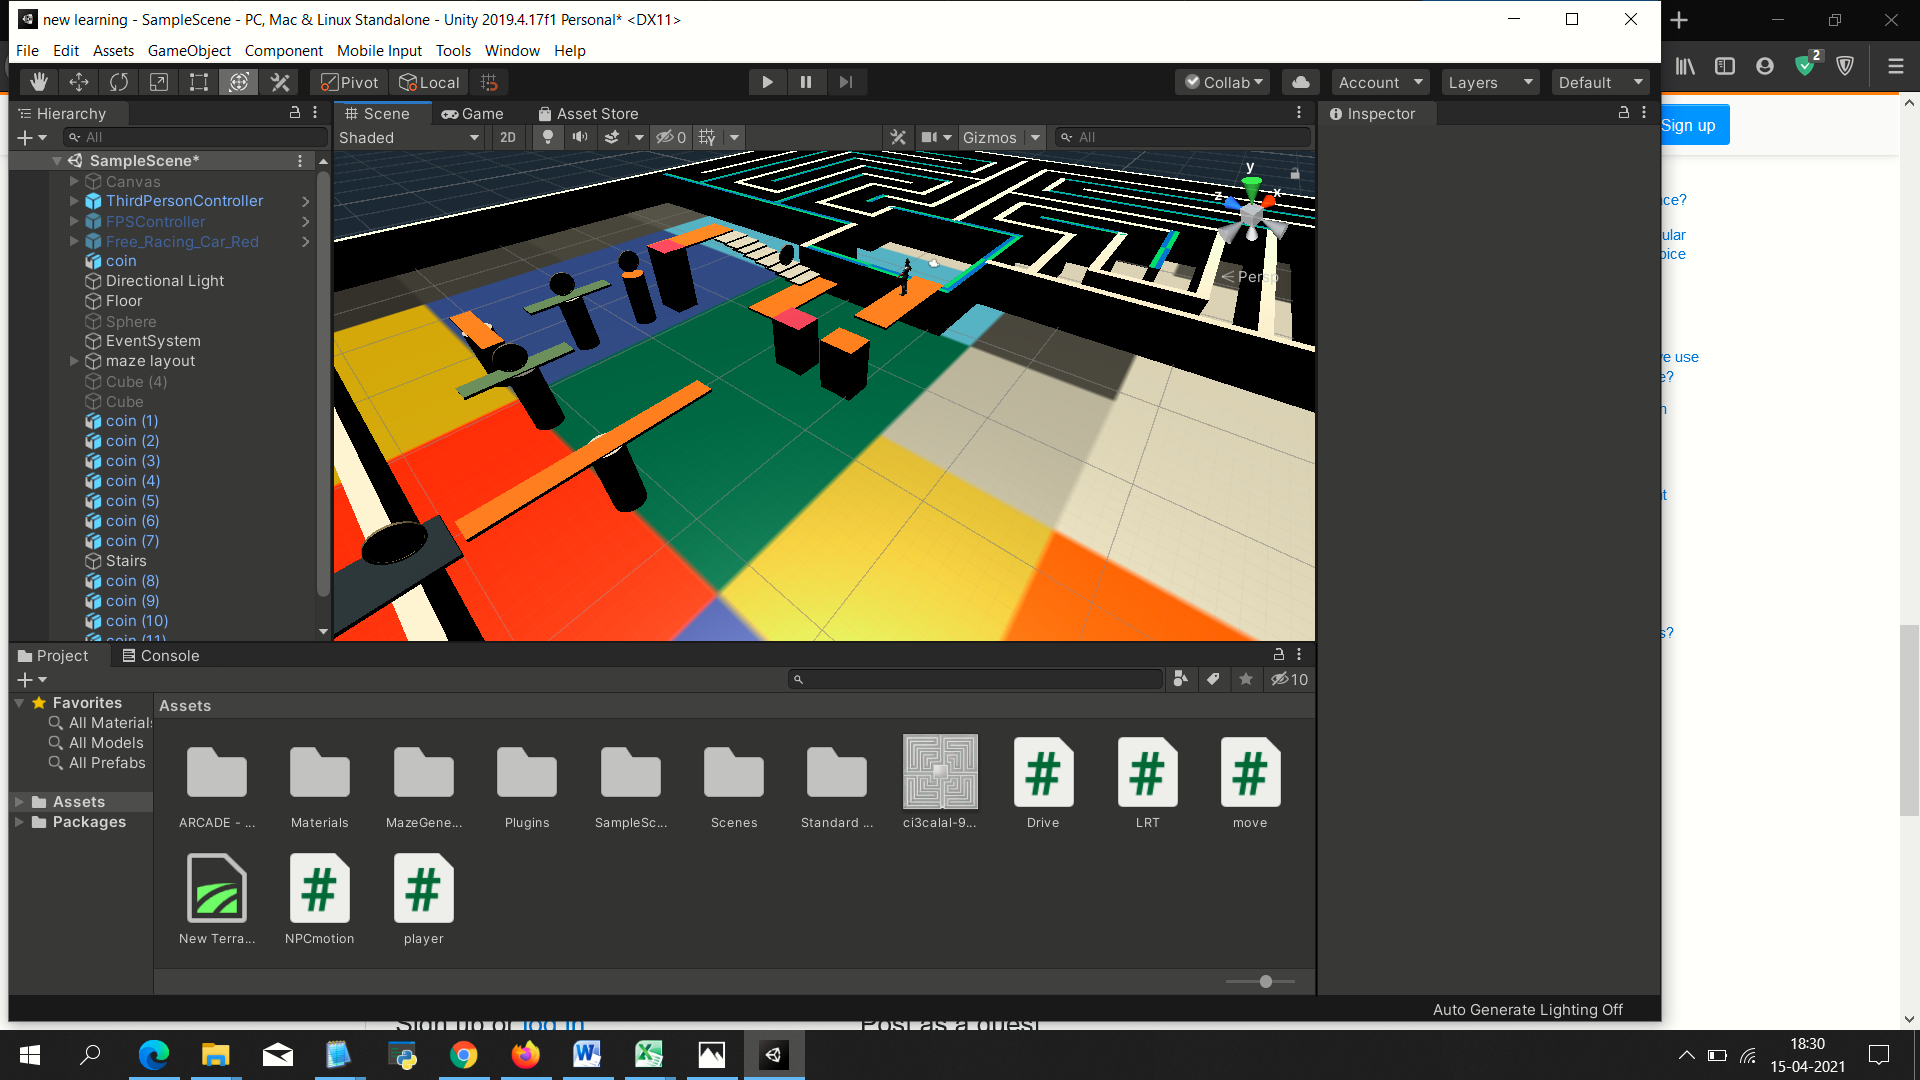 new learning - SampleScene - PC, Mac & Linux Standalone - Unity 2019.4.17f1 Personal* <DX11>
File Edit Assets GameObject Component Mobile Input Tools Window Help
Pivot Local Collab Account Layers Default
2
Hierarchy
Scene Game Asset Store
Inspector
Sign up
All
Shaded 2D 0 Gizmos All
SampleScene*
Canvas
ThirdPersonController
FPSController
Free_Racing_Car_Red
coin
Directional Light
Floor
Sphere
EventSystem
maze layout
Cube (4)
Cube
coin (1)
coin (2)
coin (3)
coin (4)
coin (5)
coin (6)
coin (7)
Stairs
coin (8)
coin (9)
coin (10)
coin (11)
y
z x
< Persp
ce?
ular
oice
ve use
e?
n
t
s?
Project Console
10
Favorites
All Materials
All Models
All Prefabs
Assets
Packages
Assets
ARCADE - ... Materials MazeGene... Plugins SampleSc... Scenes Standard ... ci3calal-9... Drive LRT move
New Terra... NPCmotion player
Auto Generate Lighting Off
Sign up or log in
Post as a guest
18:30
15-04-2021